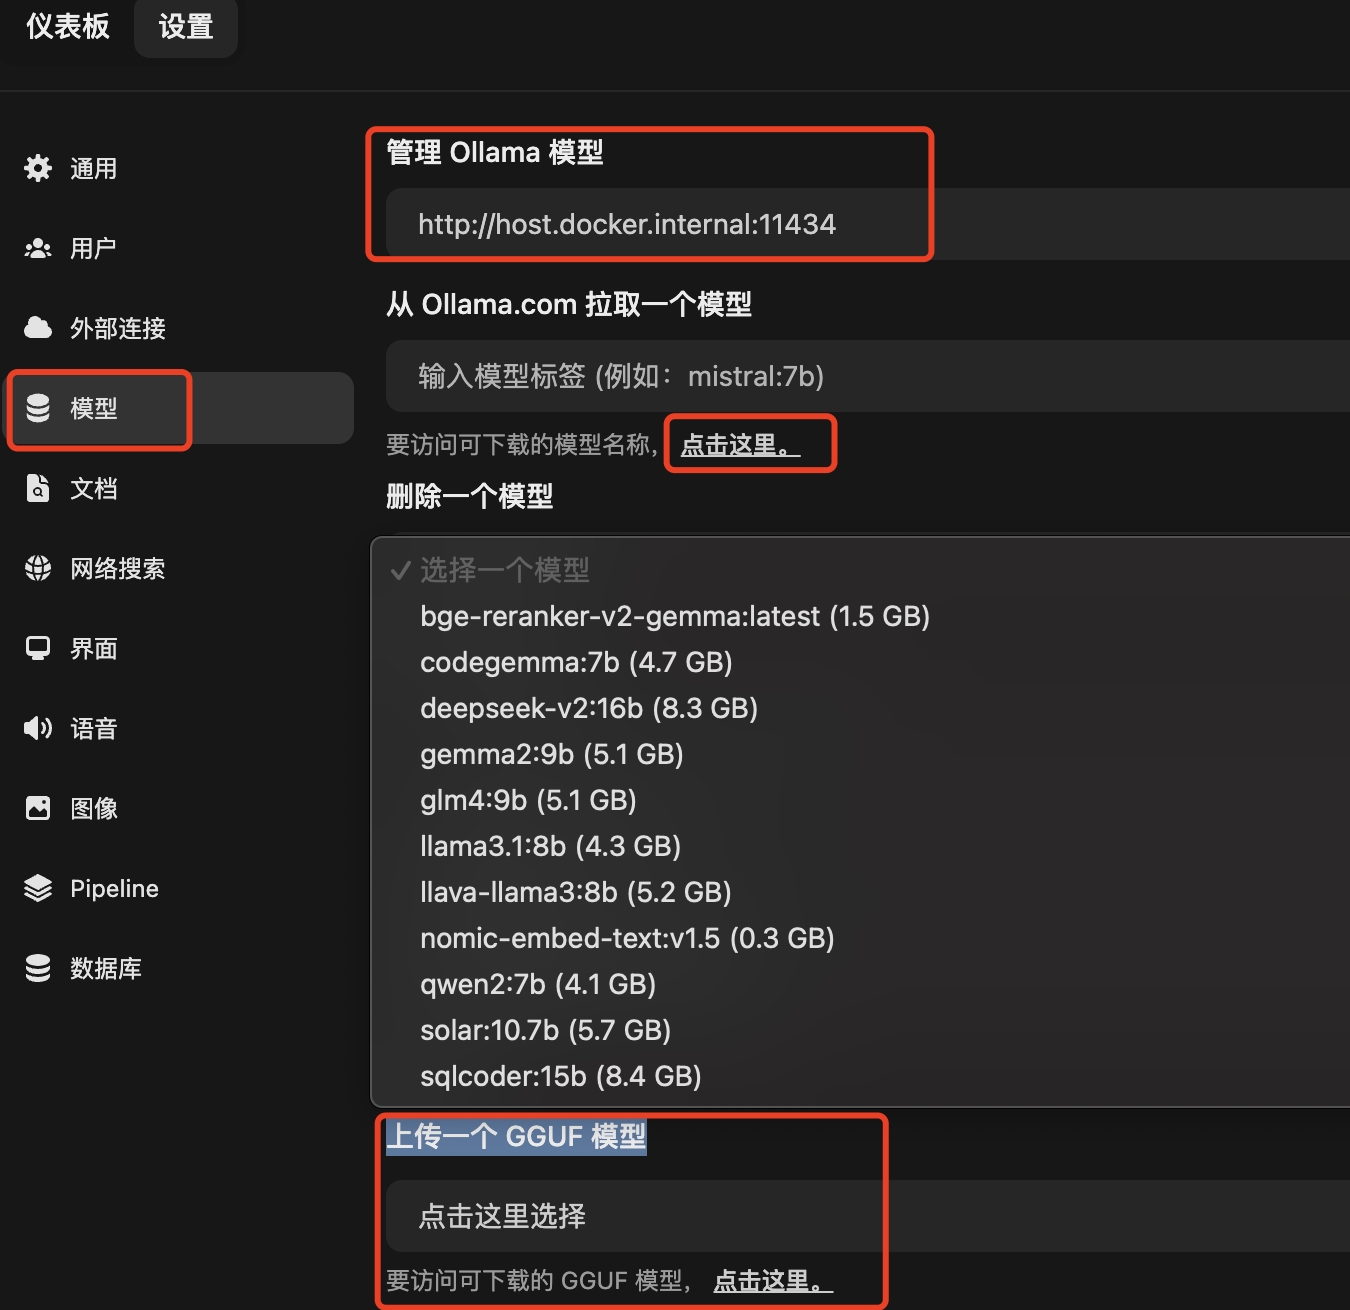 仪表板
设置
通用
用户
外部连接
模型
文档
网络搜索
界面
语音
图像
Pipeline
数据库
管理 Ollama 模型
http://host.docker.internal:11434
从 Ollama.com 拉取一个模型
输入模型标签 (例如：mistral:7b)
要访问可下载的模型名称，点击这里。
删除一个模型
选择一个模型
bge-reranker-v2-gemma:latest (1.5 GB)
codegemma:7b (4.7 GB)
deepseek-v2:16b (8.3 GB)
gemma2:9b (5.1 GB)
glm4:9b (5.1 GB)
llama3.1:8b (4.3 GB)
llava-llama3:8b (5.2 GB)
nomic-embed-text:v1.5 (0.3 GB)
qwen2:7b (4.1 GB)
solar:10.7b (5.7 GB)
sqlcoder:15b (8.4 GB)
上传一个 GGUF 模型
点击这里选择
要访问可下载的 GGUF 模型，点击这里。